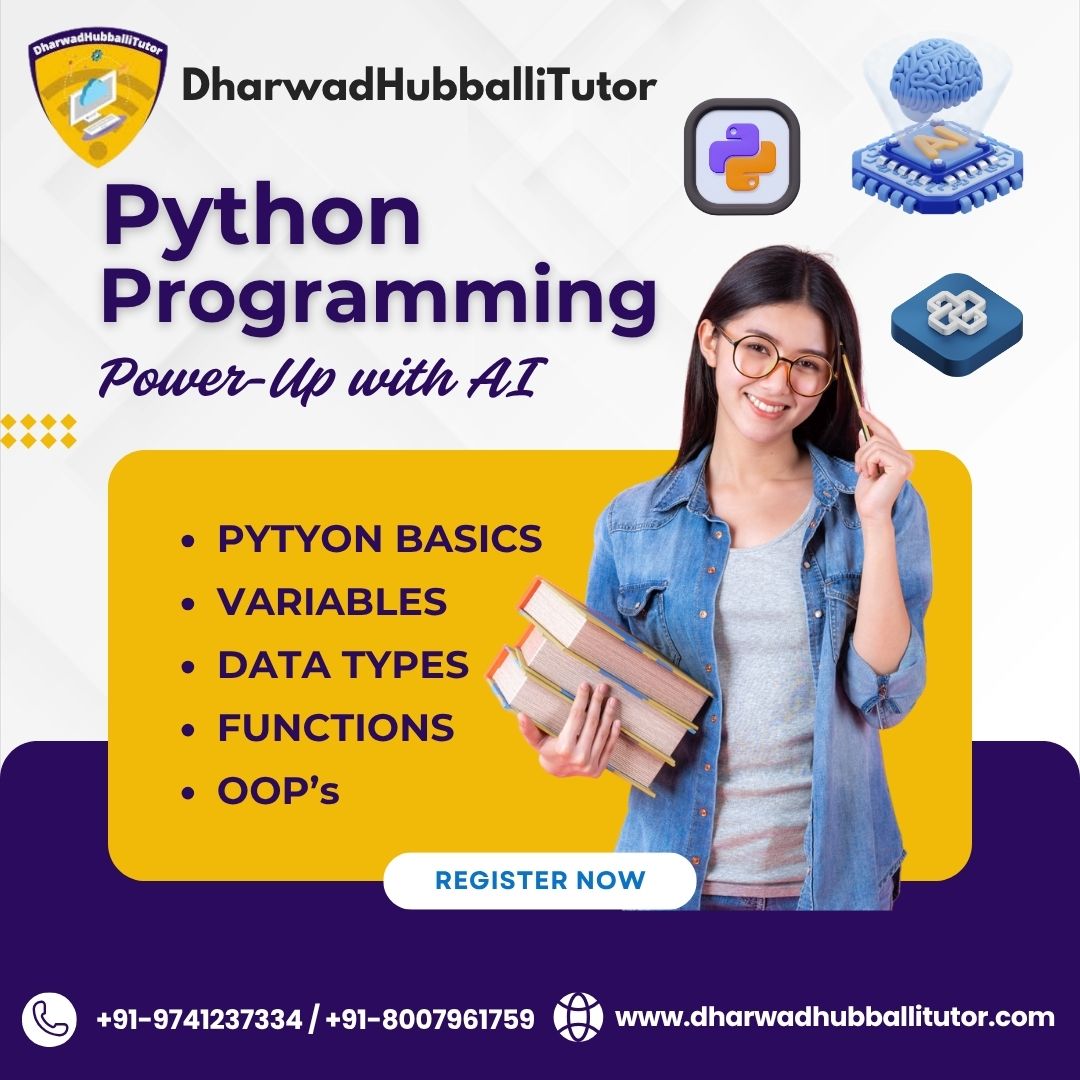 DharwadHubballiTutor
DharwadHubballiTutor
Python
Programming
Power-Up with AI
AI
• PYTYON BASICS
• VARIABLES
• DATA TYPES
• FUNCTIONS
• OOP’s
REGISTER NOW
+91-9741237334 / +91-8007961759
www.dharwadhubballitutor.com